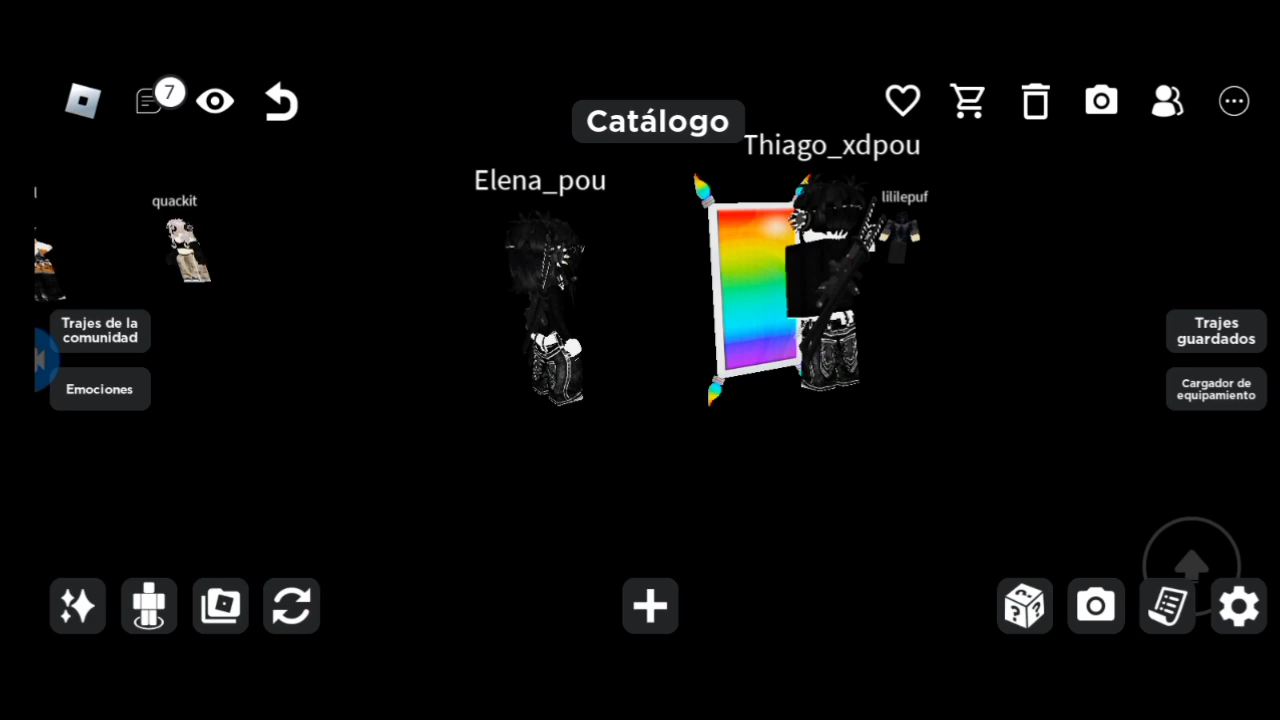 7
Catálogo
Thiago_xdpou
Elena_pou
quackit
lililepuf
Trajes de la
comunidad
Emociones
Trajes
guardados
Cargador de
equipamiento